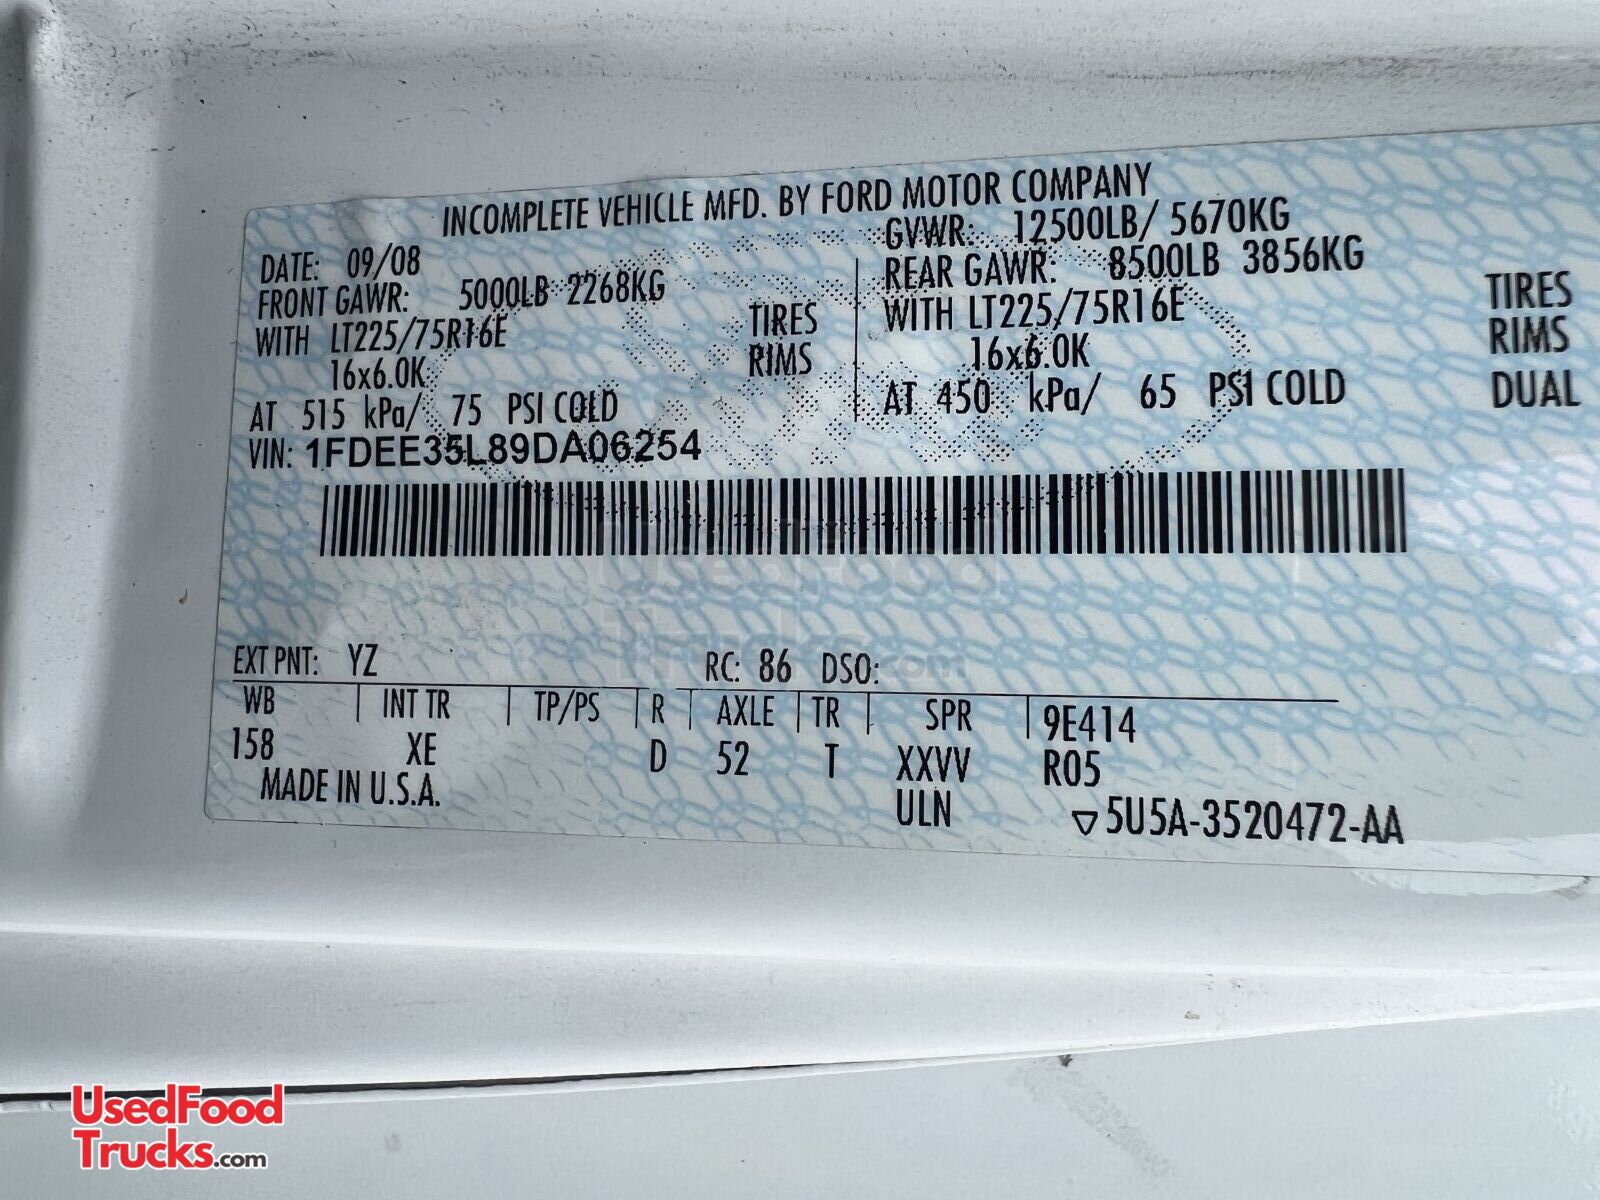 INCOMPLETE VEHICLE MFD. BY FORD MOTOR COMPANY
DATE: 09/08
GVWR: 12500LB/ 5670KG
FRONT GAWR: 5000LB 2268KG
REAR GAWR: 8500LB 3856KG
WITH LT225/75R16E TIRES
WITH LT225/75R16E TIRES
16x6.0K RIMS
16x6.0K RIMS
AT 515 kPa/ 75 PSI COLD
AT 450 kPa/ 65 PSI COLD DUAL
VIN: 1FDEE35L89DA06254
UsedFood
Trucks.com
EXT PNT: YZ RC: 86 DSO:
WB INT TR TP/PS R AXLE TR SPR 9E414
158 XE D 52 T XXVV R05
MADE IN U.S.A. ULN ▽5U5A-3520472-AA
UsedFood
Trucks.com